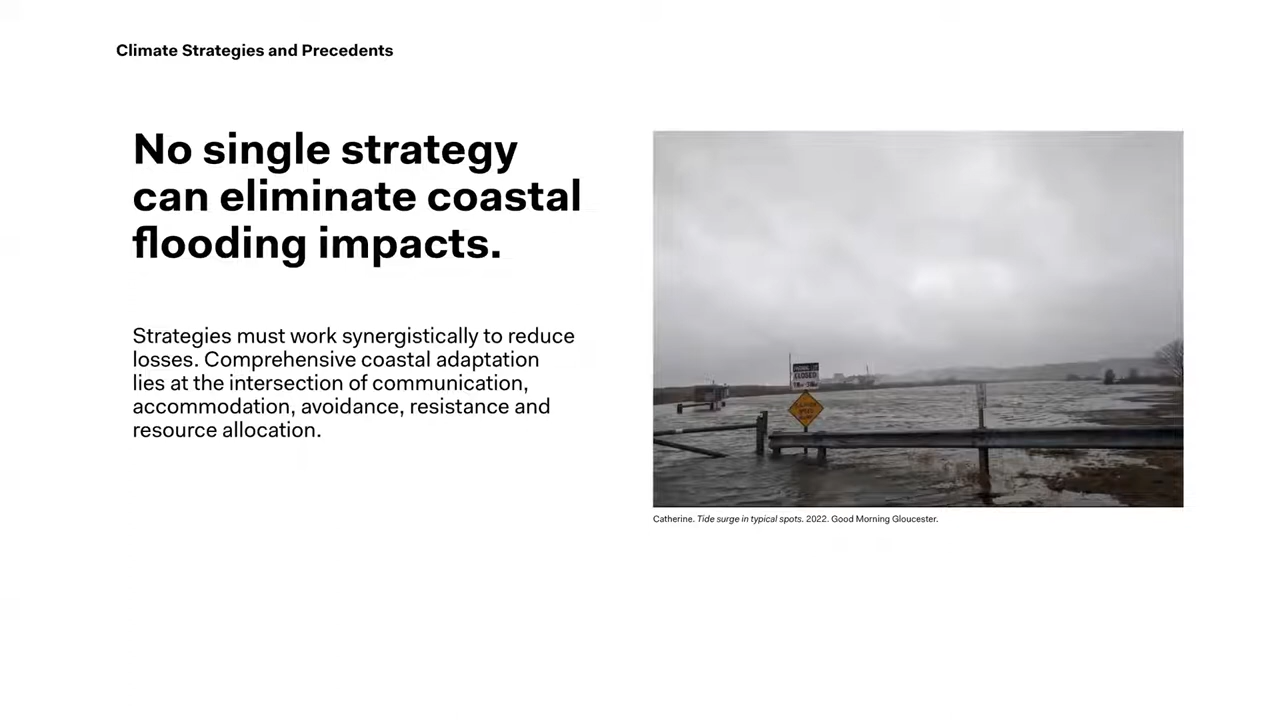 Climate Strategies and Precedents
No single strategy
can eliminate coastal
flooding impacts.
Strategies must work synergistically to reduce
losses. Comprehensive coastal adaptation
lies at the intersection of communication,
accommodation, avoidance, resistance and
resource allocation.
CLOSED
Catherine. Tide surge in typical spots. 2022. Good Morning Gloucester.